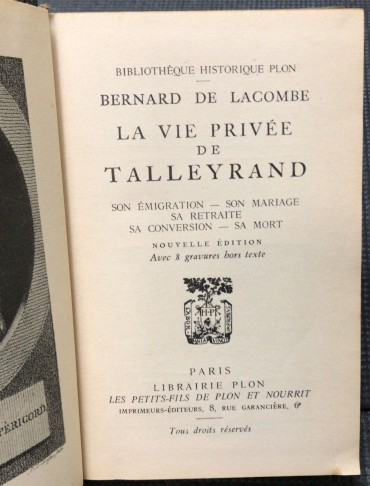 BIBLIOTHÈQUE HISTORIQUE PLON
BERNARD DE LACOMBE
LA VIE PRIVÉE
DE
TALLEYRAND
SON ÉMIGRATION — SON MARIAGE
SA RETRAITE
SA CONVERSION — SA MORT
NOUVELLE ÉDITION
Avec 8 gravures hors texte
H·P
PARIS
LIBRAIRIE PLON
LES PETITS-FILS DE PLON ET NOURRIT
IMPRIMEURS-ÉDITEURS, 8, RUE GARANCIÈRE, 6e
Tous droits réservés
PÉRIGORD